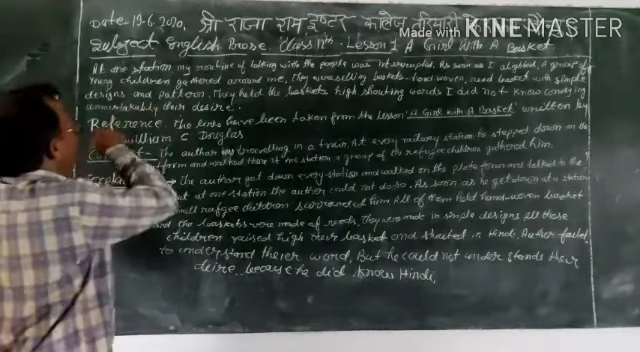 Date 19-6-2020, श्री राजा राम इण्टर कालेज
Made with KINEMASTER
Subject English Prose. Class 11th. Lesson 1 A Girl With A Basket
At one station my routine of talking with the people was interrupted. As soon as I alighted, A group of
many children gathered around me, They were selling baskets hand woven, reed basket with simple
designs and pattern. They held the baskets high shouting words I did not know conveying
unmistakably their desire.
Reference. The lines have been taken from the lesson 'A Girl With A Basket' written by
William C Douglas
The author was travelling in a train. At every railway station he stepped down on the
form and walked there At one station a group of the refugee children gathered him.
The author got down every station and walked on the plate form and talked to the
at one station the author could not do so. As soon as he get down at a station
refugee children surrounded him. All of them held hand woven basket
and the baskets were made of reeds. They were made in simple designs all those
children raised high their basket and shouted in Hindi. Author failed
to understand their word, But he could not under stands their
desire. because he did. Know Hindi,